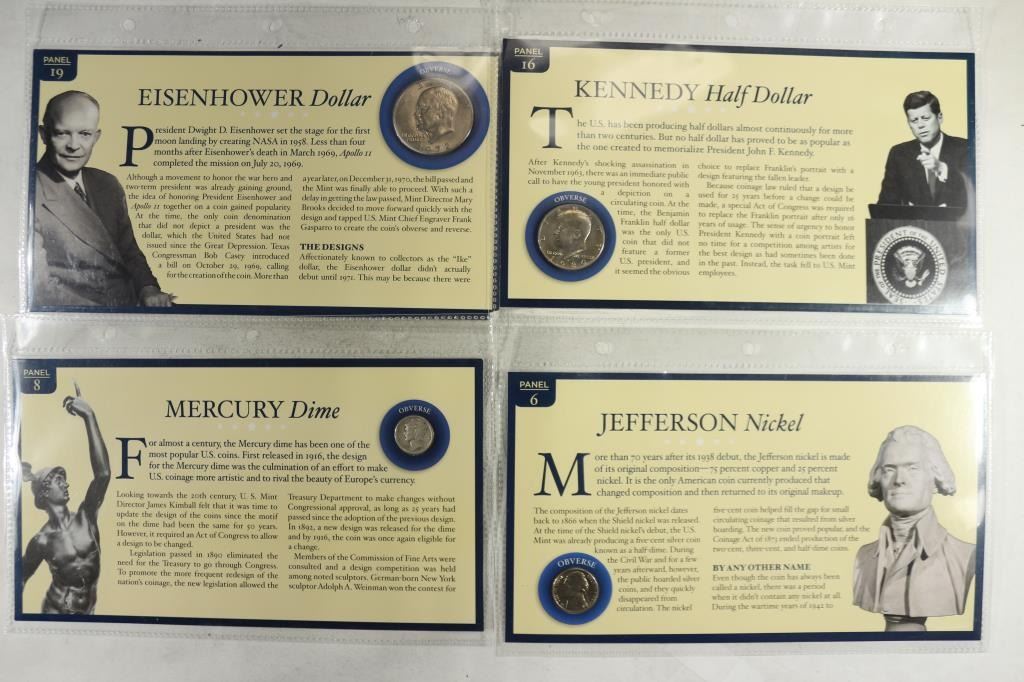 PANEL
19
EISENHOWER Dollar
OBVERSE
President Dwight D. Eisenhower set the stage for the first
moon landing by creating NASA in 1958. Less than four
months after Eisenhower's death in March 1969, Apollo 11
completed the mission on July 20, 1969.
Although a movement to honor the war hero and
two-term president was already gaining ground,
the idea of honoring President Eisenhower and
Apollo 11 together on a coin gained popularity.
At the time, the only coin denomination
that did not depict a president was the
dollar, which the United States had not
issued since the Great Depression. Texas
Congressman Bob Casey introduced
a bill on October 29, 1969, calling
for the creation of the coin. More than
a year later, on December 31, 1970, the bill passed and
the Mint was finally able to proceed. With such a
delay in getting the law passed, Mint Director Mary
Brooks decided to move forward quickly with the
design and tapped U.S. Mint Chief Engraver Frank
Gasparro to create the coin's obverse and reverse.
THE DESIGNS
Affectionately known to collectors as the "Ike"
dollar, the Eisenhower dollar didn't actually
debut until 1971. This may be because there were
PANEL
16
KENNEDY Half Dollar
The U.S. has been producing half dollars almost continuously for more
than two centuries. But no half dollar has proved to be as popular as
the one created to memorialize President John F. Kennedy.
After Kennedy's shocking assassination in
November 1963, there was an immediate public
call to have the young president honored with
a depiction on a
circulating coin. At the
time, the Benjamin
Franklin half dollar
was the only U.S.
coin that did not
feature a former
U.S. president, and
it seemed the obvious
OBVERSE
choice to replace Franklin's portrait with a
design featuring the fallen leader.
Because coinage law ruled that a design be
used for 25 years before a change could be
made, a special Act of Congress was required
to replace the Franklin portrait after only 16
years of usage. The sense of urgency to honor
President Kennedy with a coin portrait left
no time for a competition among artists for
the best design as had sometimes been done
in the past. Instead, the task fell to U.S. Mint
employees.
PANEL
8
MERCURY Dime
OBVERSE
For almost a century, the Mercury dime has been one of the
most popular U.S. coins. First released in 1916, the design
for the Mercury dime was the culmination of an effort to make
U.S. coinage more artistic and to rival the beauty of Europe's currency.
Looking towards the 20th century, U. S. Mint
Director James Kimball felt that it was time to
update the design of the coins since the motif
on the dime had been the same for 50 years.
However, it required an Act of Congress to allow
a design to be changed.
Legislation passed in 1890 eliminated the
need for the Treasury to go through Congress.
To promote the more frequent redesign of the
nation's coinage, the new legislation allowed the
Treasury Department to make changes without
Congressional approval, as long as 25 years had
passed since the adoption of the previous design.
In 1892, a new design was released for the dime
and by 1916, the coin was once again eligible for
a change.
Members of the Commission of Fine Arts were
consulted and a design competition was held
among noted sculptors. German-born New York
sculptor Adolph A. Weinman won the contest for
PANEL
6
JEFFERSON Nickel
More than 70 years after its 1938 debut, the Jefferson nickel is made
of its original composition—75 percent copper and 25 percent
nickel. It is the only American coin currently produced that
changed composition and then returned to its original makeup.
The composition of the Jefferson nickel dates
back to 1866 when the Shield nickel was released.
At the time of the Shield nickel's debut, the U.S.
Mint was already producing a five-cent silver coin
known as a half-dime. During
the Civil War and for a few
years afterward, however,
the public hoarded silver
coins, and they quickly
disappeared from
circulation. The nickel
OBVERSE
five-cent coin helped fill the gap for small
circulating coinage that resulted from silver
hoarding. The new coin proved popular, and the
Coinage Act of 1873 ended production of the
two-cent, three-cent, and half-dime coins.
BY ANY OTHER NAME
Even though the coin has always been
called a nickel, there was a period
when it didn't contain any nickel at all.
During the wartime years of 1942 to